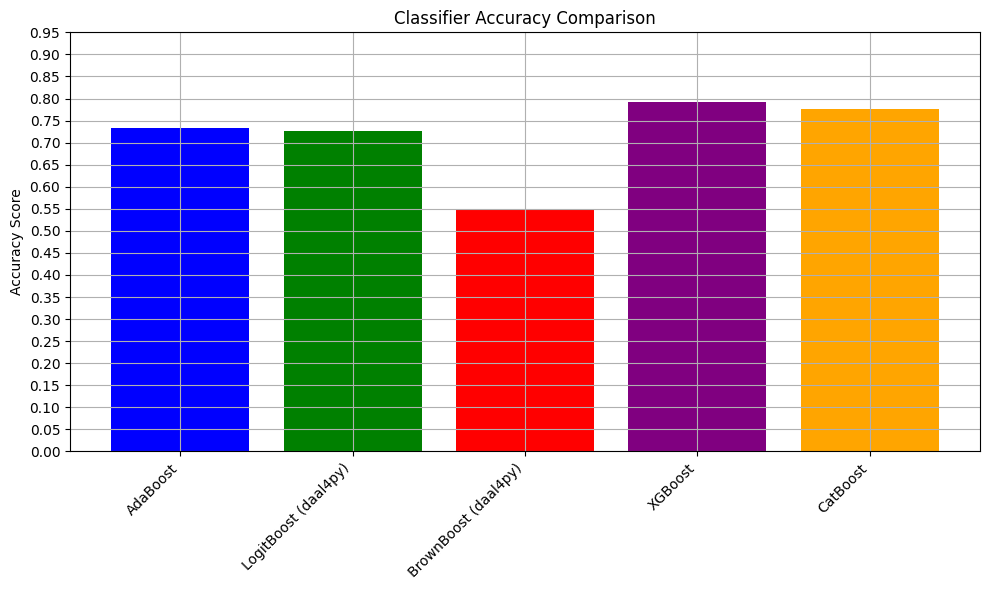 Classifier Accuracy Comparison
Accuracy Score
0.95
0.90
0.85
0.80
0.75
0.70
0.65
0.60
0.55
0.50
0.45
0.40
0.35
0.30
0.25
0.20
0.15
0.10
0.05
0.00
AdaBoost
LogitBoost (daal4py)
BrownBoost (daal4py)
XGBoost
CatBoost